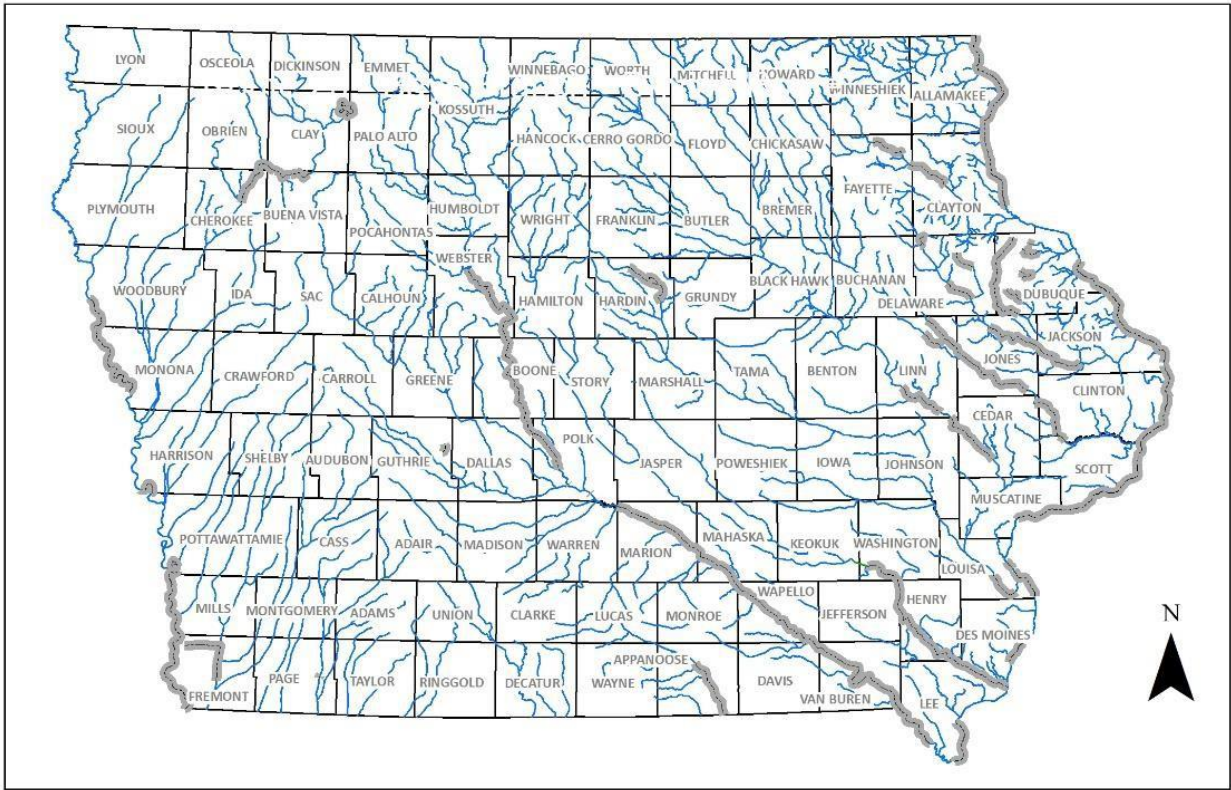 LYON
OSCEOLA
DICKINSON
EMMET
WINNEBAGO
WORTH
MITCHELL
HOWARD
WINNESHIEK
ALLAMAKEE
KOSSUTH
SIOUX
OBRIEN
CLAY
PALO ALTO
HANCOCK
CERRO GORDO
FLOYD
CHICKASAW
FAYETTE
CLAYTON
PLYMOUTH
CHEROKEE
BUENA VISTA
POCAHONTAS
HUMBOLDT
WRIGHT
FRANKLIN
BUTLER
BREMER
WEBSTER
WOODBURY
IDA
SAC
CALHOUN
HAMILTON
HARDIN
GRUNDY
BLACK HAWK
BUCHANAN
DELAWARE
DUBUQUE
MONONA
CRAWFORD
CARROLL
GREENE
BOONE
STORY
MARSHALL
TAMA
BENTON
LINN
JONES
JACKSON
CLINTON
CEDAR
HARRISON
SHELBY
AUDUBON
GUTHRIE
DALLAS
POLK
JASPER
POWESHIEK
IOWA
JOHNSON
SCOTT
MUSCATINE
POTTAWATTAMIE
CASS
ADAIR
MADISON
WARREN
MARION
MAHASKA
KEOKUK
WASHINGTON
LOUISA
MILLS
MONTGOMERY
ADAMS
UNION
CLARKE
LUCAS
MONROE
WAPELLO
JEFFERSON
HENRY
DES MOINES
FREMONT
PAGE
TAYLOR
RINGGOLD
DECATUR
WAYNE
APPANOOSE
DAVIS
VAN BUREN
LEE
N